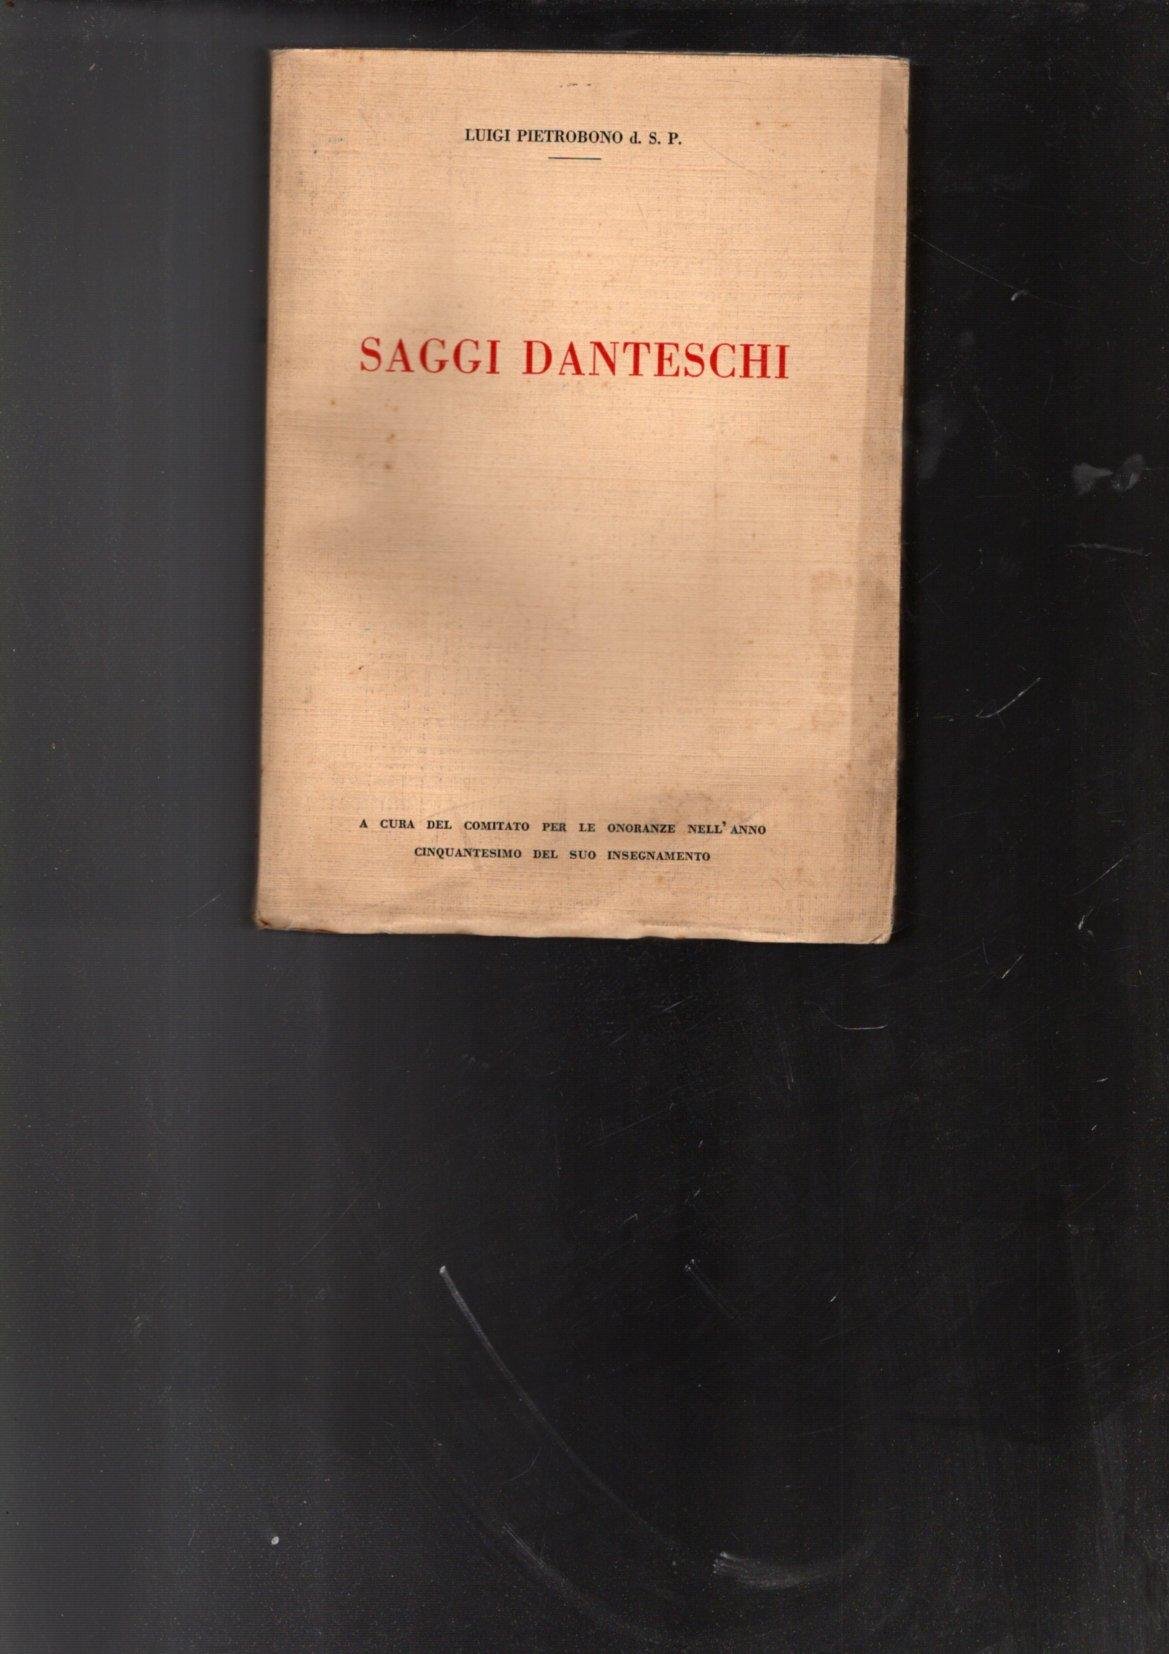 LUIGI PIETROBONO d. S. P.
SAGGI DANTESCHI
A CURA DEL COMITATO PER LE ONORANZE NELL'ANNO
CINQUANTESIMO DEL SUO INSEGNAMENTO